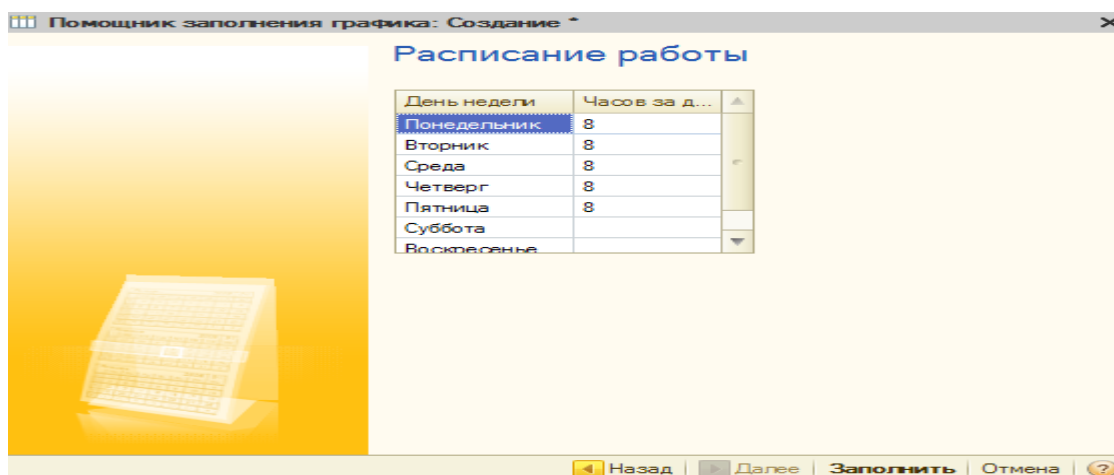 Помощник заполнения графика: Создание *
Расписание работы
День недели Часов за д...
Понедельник 8
Вторник 8
Среда 8
Четверг 8
Пятница 8
Суббота
Воскресенье
Назад Далее Заполнить Отмена ?